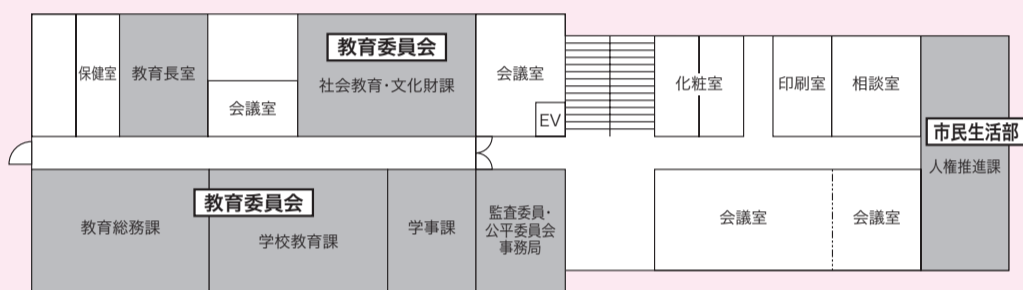 教育委員会
保健室
教育長室
会議室
社会教育・文化財課
会議室
EV
化粧室
印刷室
相談室
市民生活部
人権推進課
教育委員会
教育総務課
学校教育課
学事課
監査委員・
公平委員会
事務局
会議室
会議室